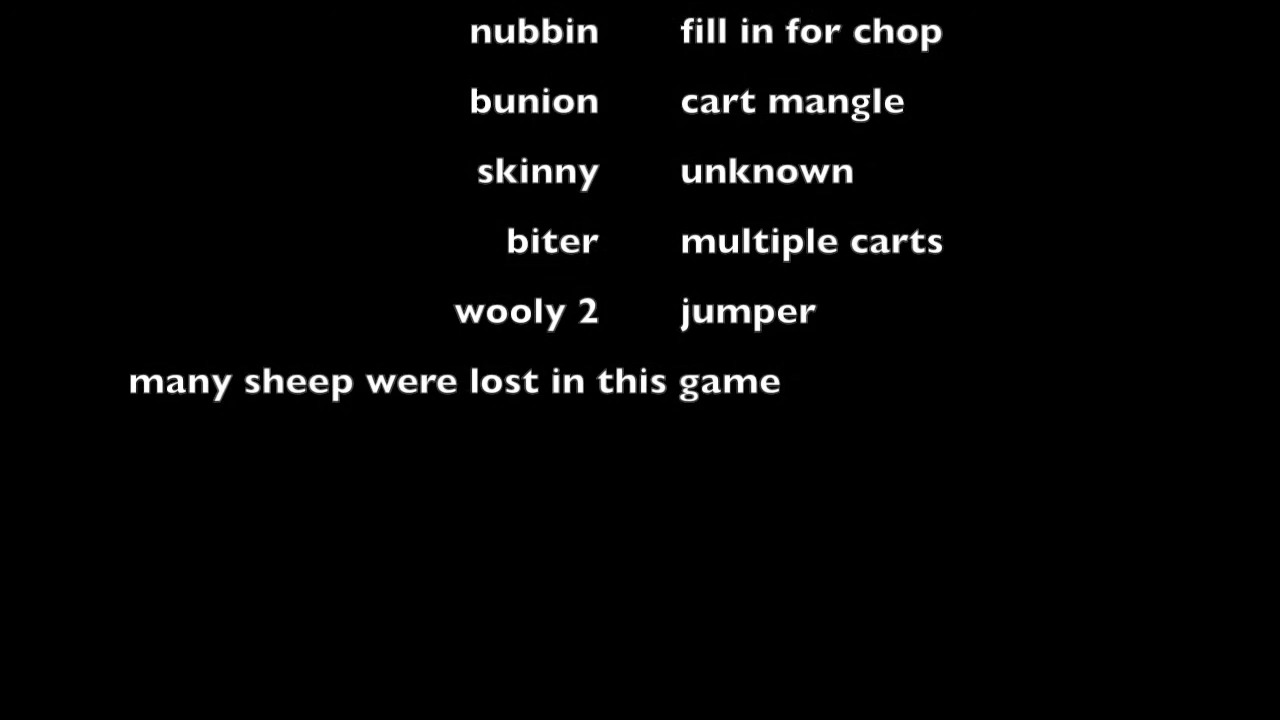 nubbin fill in for chop
bunion cart mangle
skinny unknown
biter multiple carts
wooly 2 jumper
many sheep were lost in this game